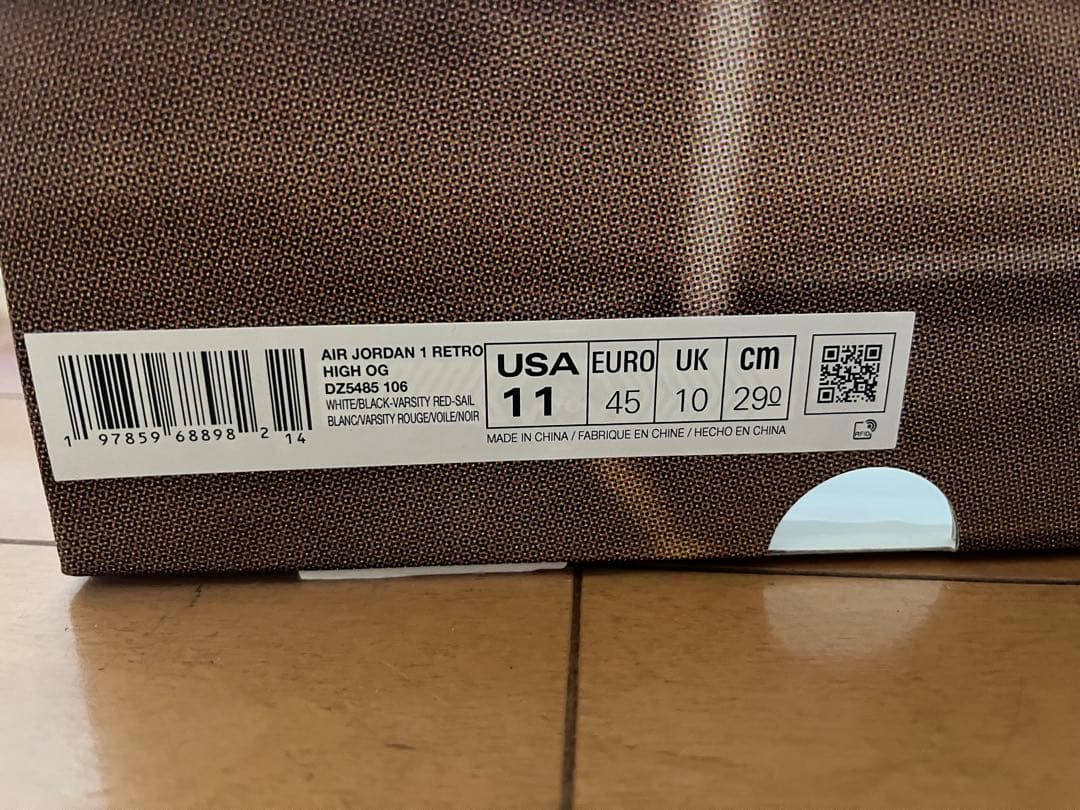 AIR JORDAN 1 RETRO
HIGH OG
DZ5485 106
WHITE/BLACK-VARSITY RED-SAIL
BLANC/VARSITY ROUGE/VOILE/NOIR
1 97859 68898 2 14
USA EURO UK cm
11 45 10 290
MADE IN CHINA / FABRIQUE EN CHINE / HECHO EN CHINA
RFID